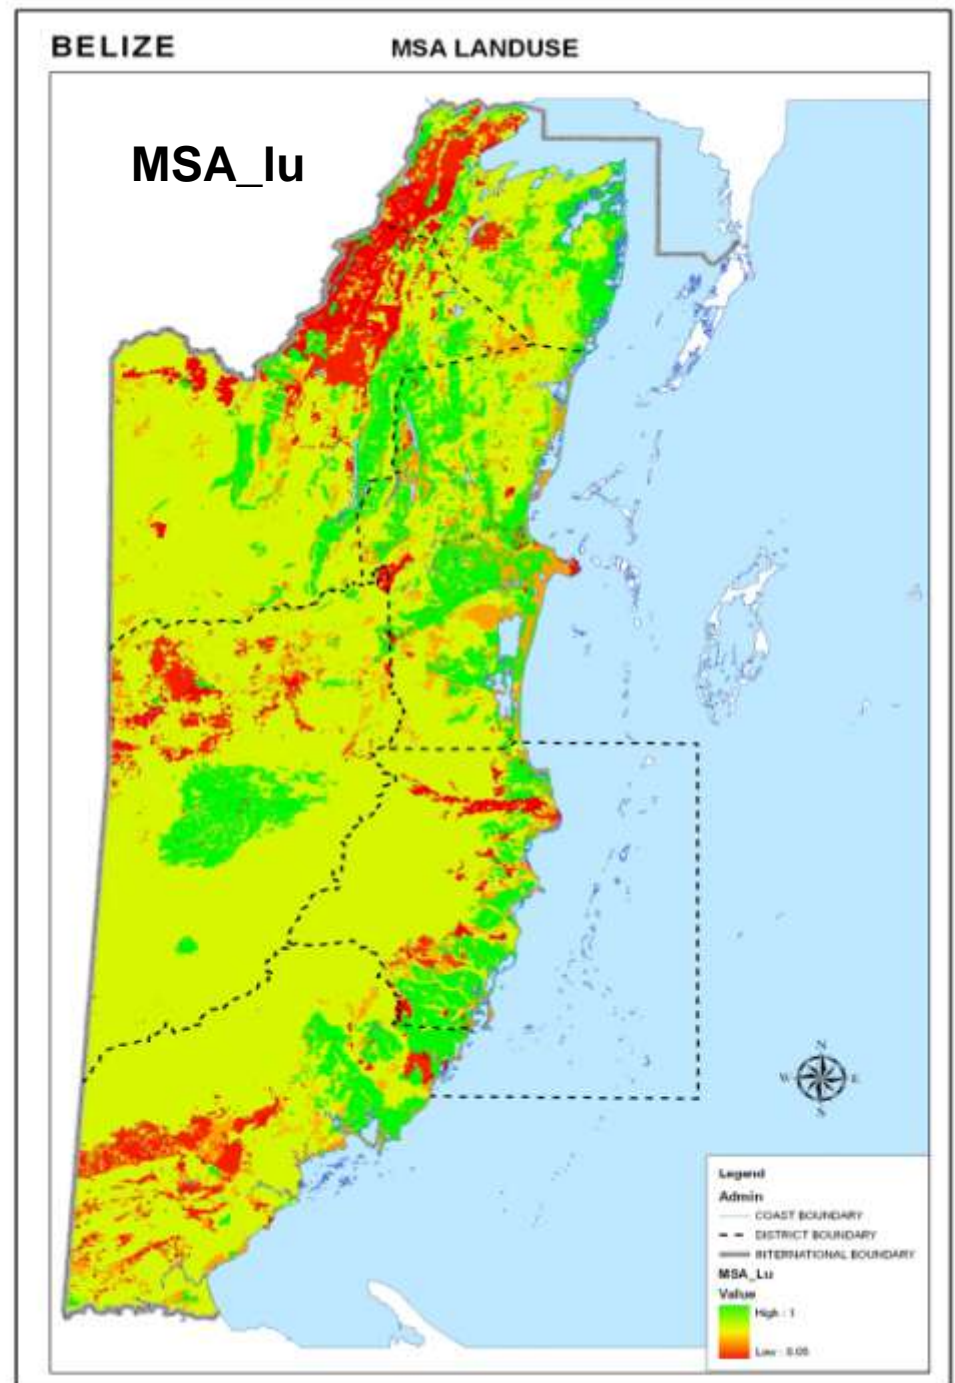 BELIZE
MSA LANDUSE
MSA_lu
N
W E
S
Legend
Admin
COAST BOUNDARY
DISTRICT BOUNDARY
INTERNATIONAL BOUNDARY
MSA_Lu
Value
High : 1
Low : 0.05